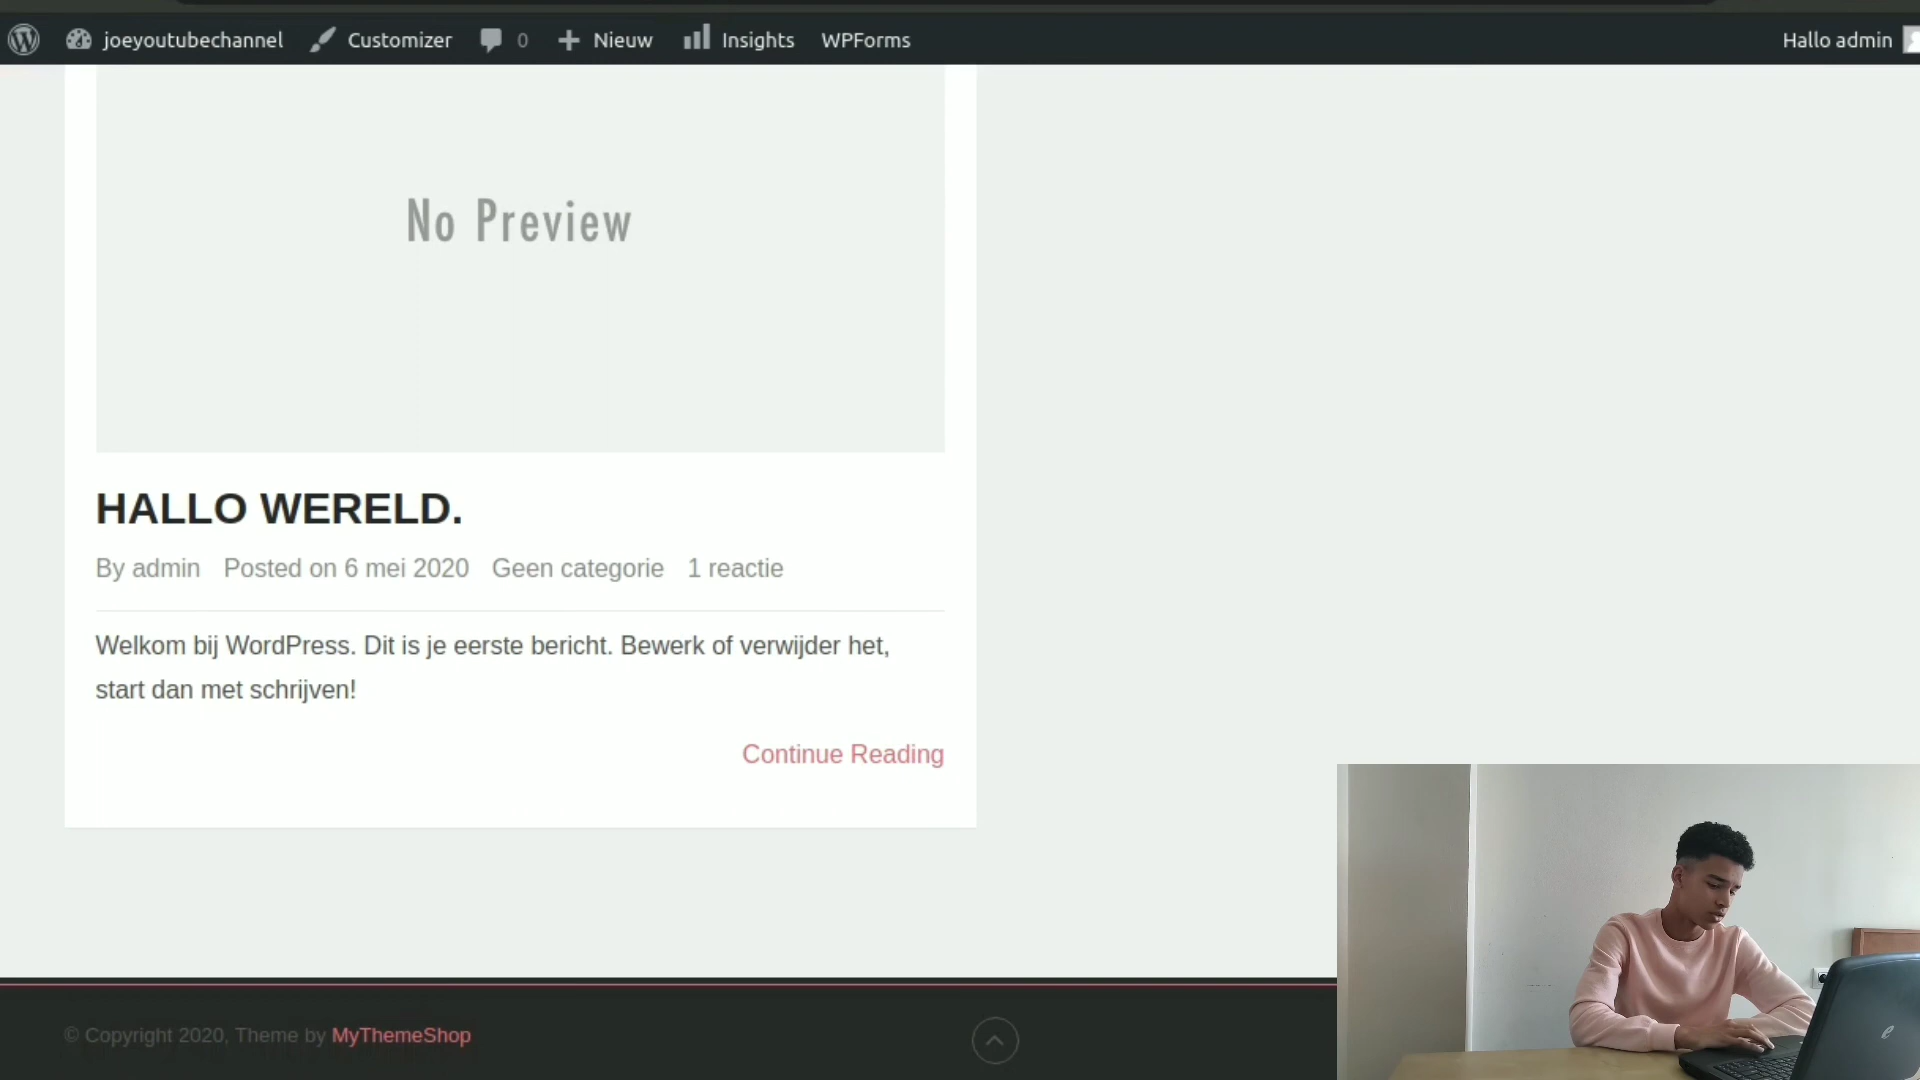 joeyoutubechannel Customizer 0 Nieuw Insights WPForms Hallo admin
No Preview
HALLO WERELD.
By admin Posted on 6 mei 2020 Geen categorie 1 reactie
Welkom bij WordPress. Dit is je eerste bericht. Bewerk of verwijder het,
start dan met schrijven!
Continue Reading
© Copyright 2020, Theme by MyThemeShop